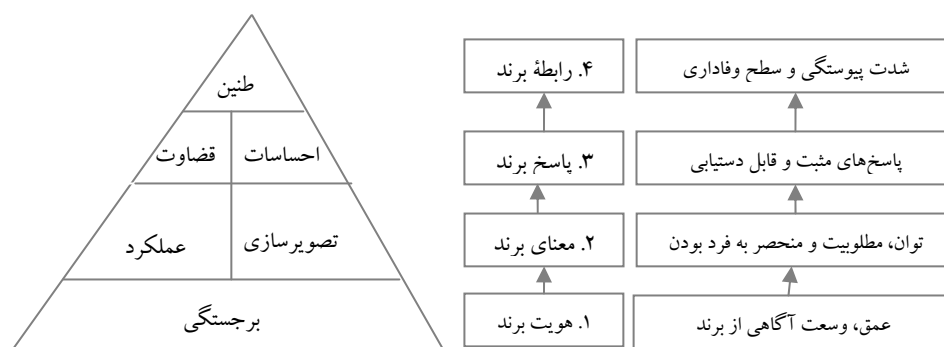 طنین
احساسات
قضاوت
تصویرسازی
عملکرد
برجستگی
۴. رابطهٔ برند
۳. پاسخ برند
۲. معنای برند
۱. هویت برند
شدت پیوستگی و سطح وفاداری
پاسخ‌های مثبت و قابل دستیابی
توان، مطلوبیت و منحصر به فرد بودن
عمق، وسعت آگاهی از برند